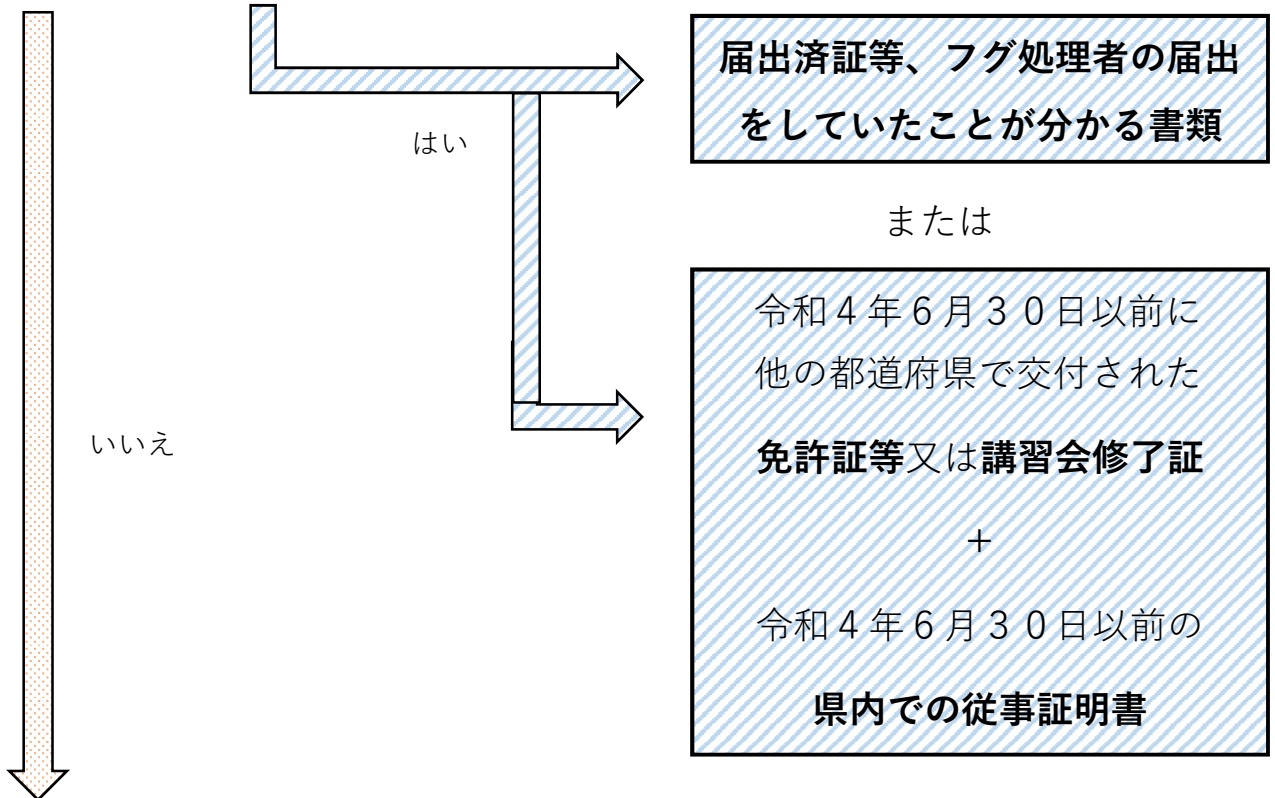 届出済証等、フグ処理者の届出
をしていたことが分かる書類
はい
または
令和４年６月３０日以前に
他の都道府県で交付された
免許証等又は講習会修了証
いいえ
＋
令和４年６月３０日以前の
県内での従事証明書